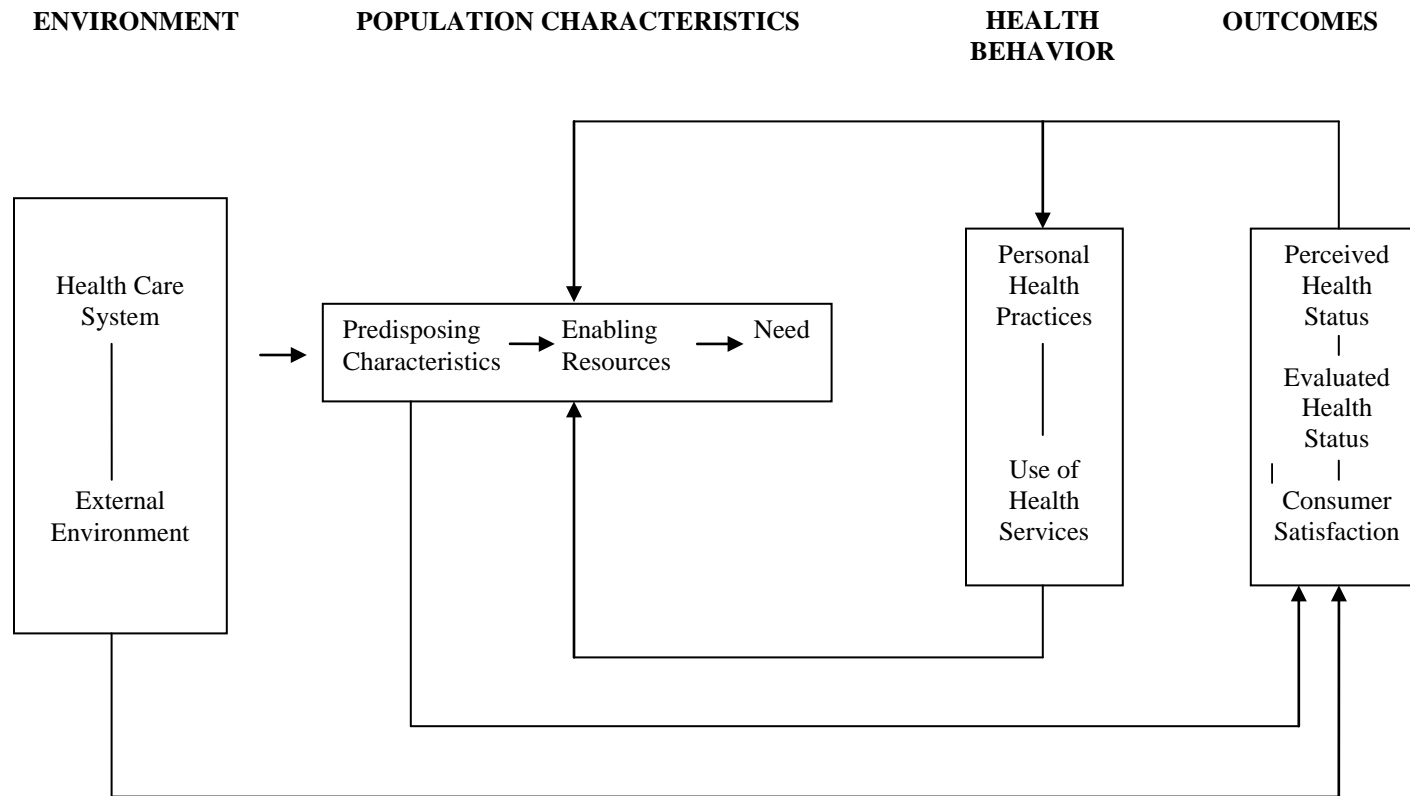 ENVIRONMENT
POPULATION CHARACTERISTICS
HEALTH
BEHAVIOR
OUTCOMES
Health Care
System
External
Environment
Predisposing
Characteristics
Enabling
Resources
Need
Personal
Health
Practices
Use of
Health
Services
Perceived
Health
Status
Evaluated
Health
Status
Consumer
Satisfaction